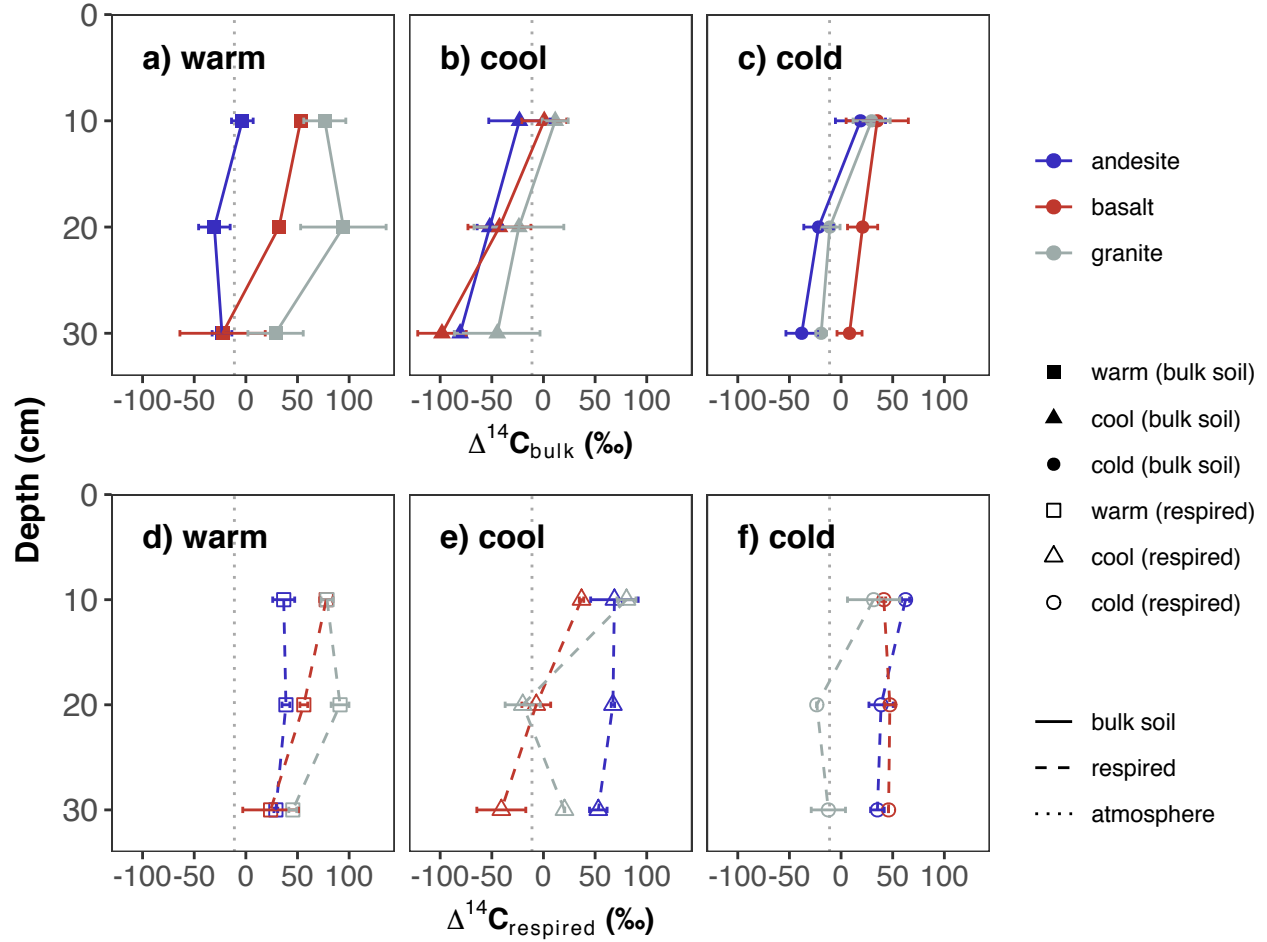 a) warm
b) cool
c) cold
0
10
20
30
-100 -50 0 50 100
-100 -50 0 50 100
-100 -50 0 50 100
Δ¹⁴C_bulk (‰)
Depth (cm)
d) warm
e) cool
f) cold
0
10
20
30
-100 -50 0 50 100
-100 -50 0 50 100
-100 -50 0 50 100
Δ¹⁴C_respired (‰)
andesite
basalt
granite
warm (bulk soil)
cool (bulk soil)
cold (bulk soil)
warm (respired)
cool (respired)
cold (respired)
bulk soil
respired
atmosphere